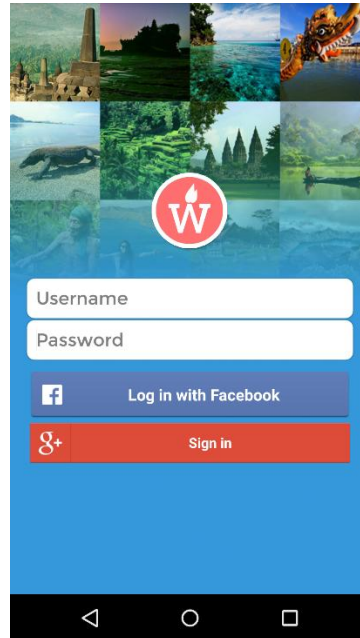 W
Username
Password
f Log in with Facebook
g+ Sign in